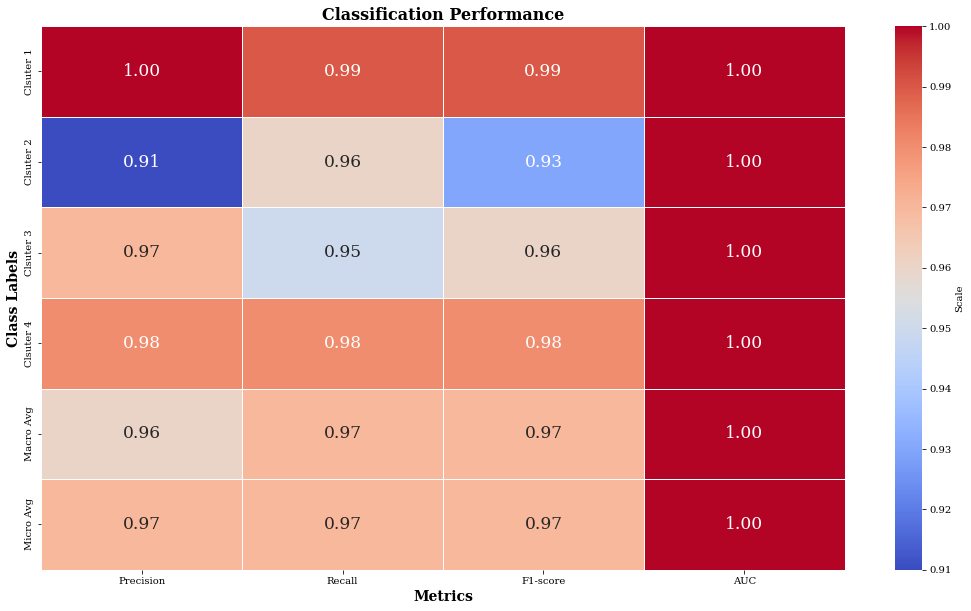 Classification Performance
Class Labels
Clsuter 1
1.00 0.99 0.99 1.00
Clsuter 2
0.91 0.96 0.93 1.00
Clsuter 3
0.97 0.95 0.96 1.00
Clsuter 4
0.98 0.98 0.98 1.00
Macro Avg
0.96 0.97 0.97 1.00
Micro Avg
0.97 0.97 0.97 1.00
Precision Recall F1-score AUC
Metrics
1.00
0.99
0.98
0.97
0.96
0.95
0.94
0.93
0.92
0.91
Scale